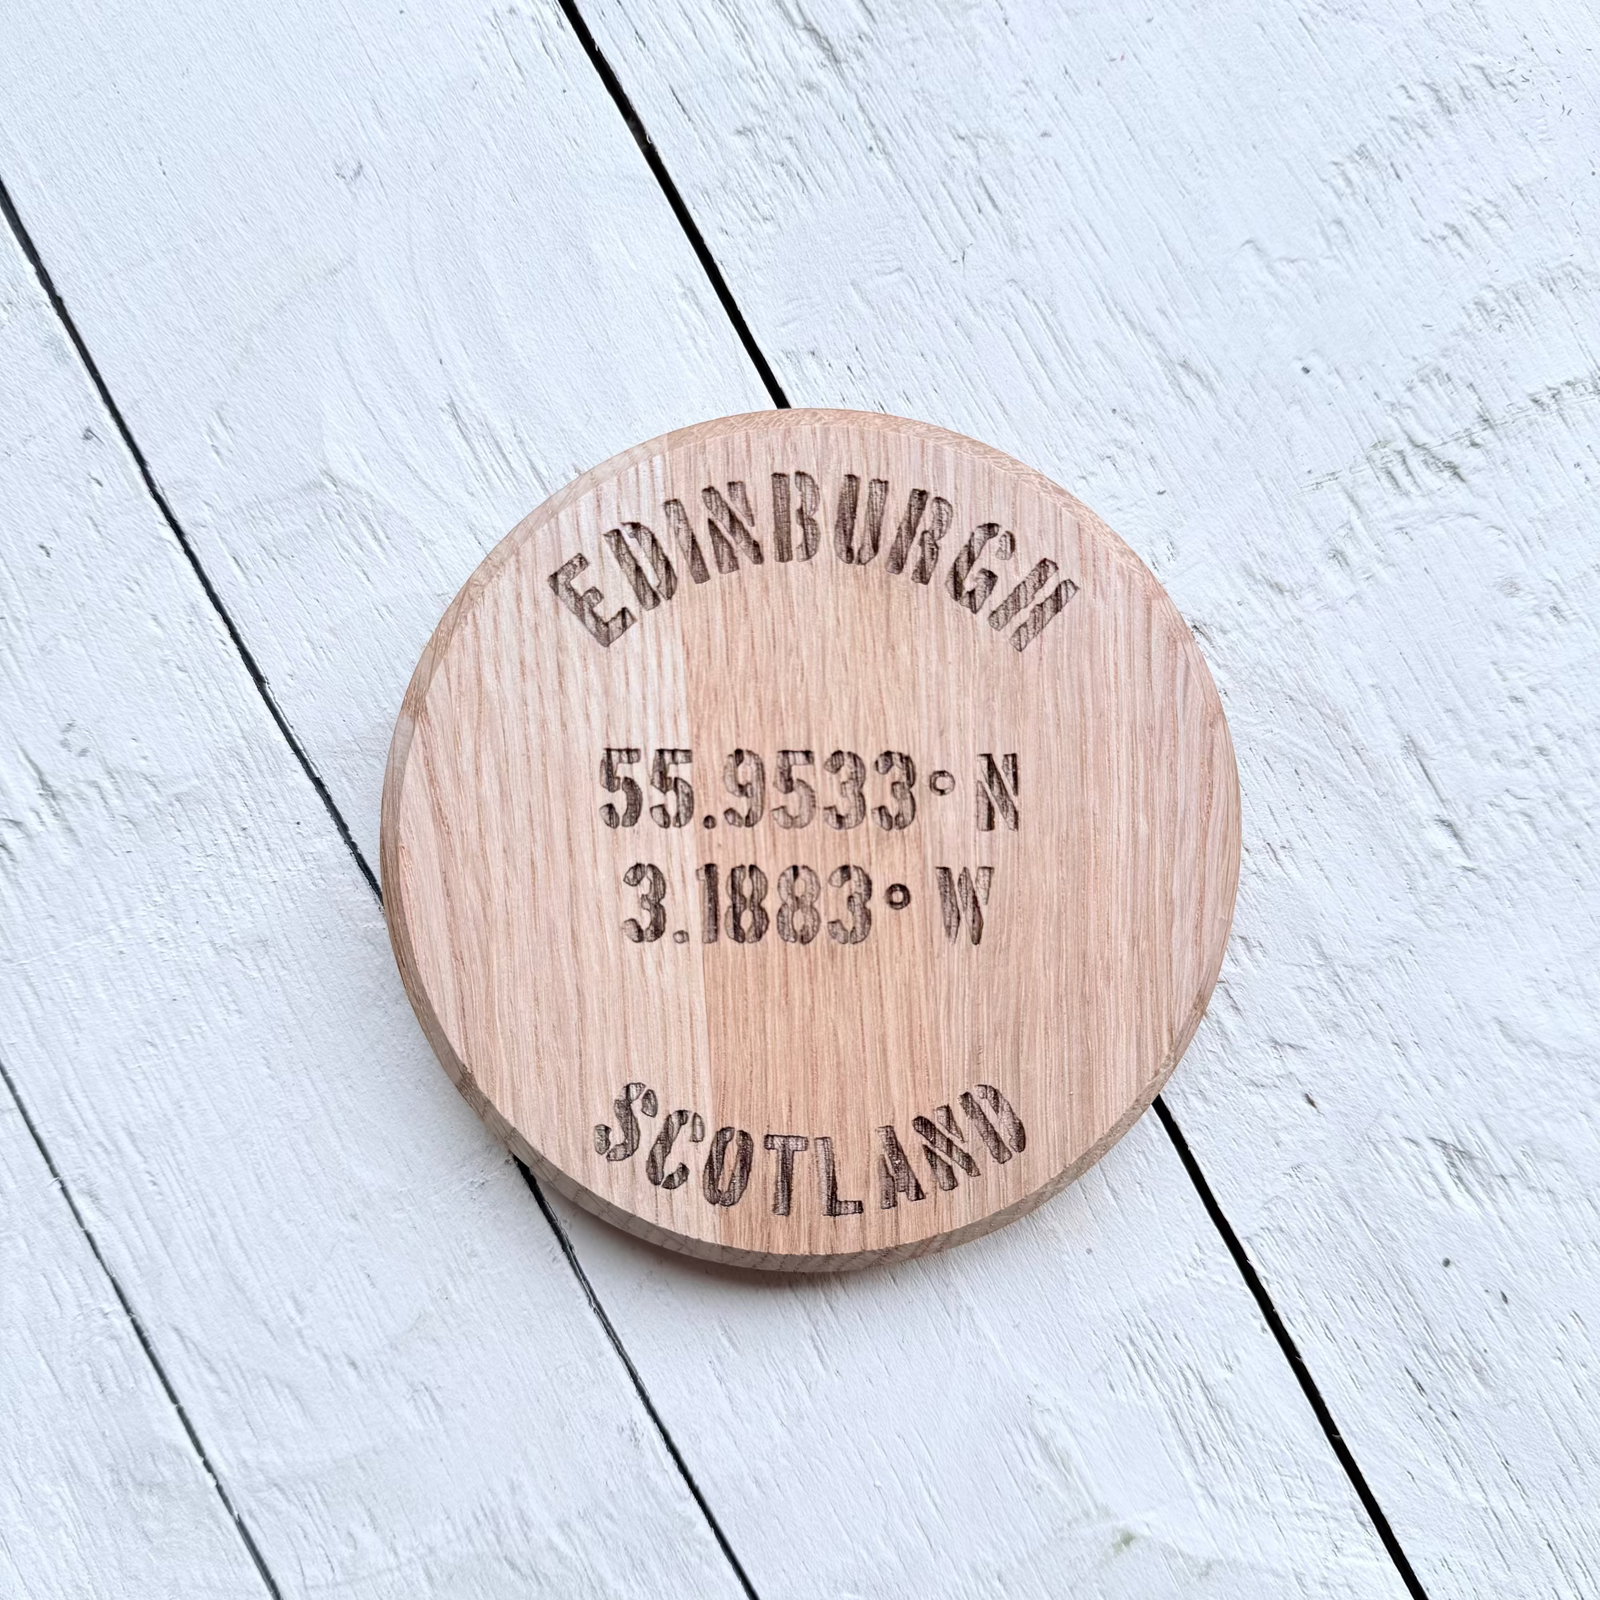 EDINBURGH
55.9533° N
3.1883° W
SCOTLAND